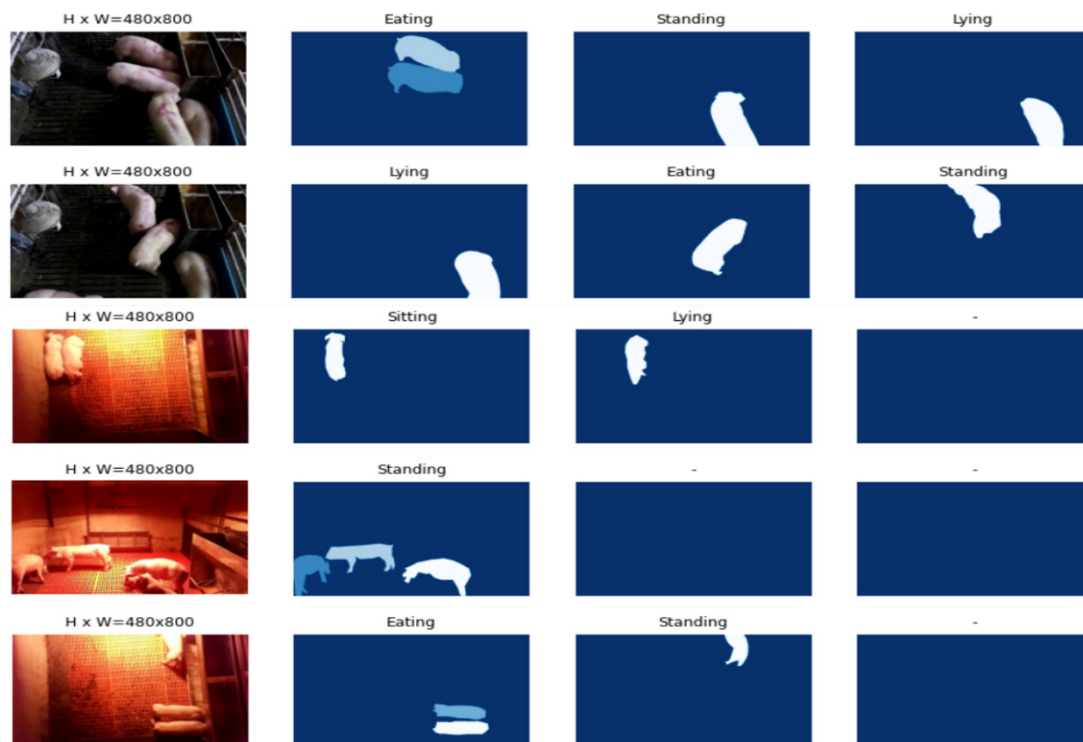 H x W=480x800 Eating Standing Lying
H x W=480x800 Lying Eating Standing
H x W=480x800 Sitting Lying -
H x W=480x800 Standing - -
H x W=480x800 Eating Standing -